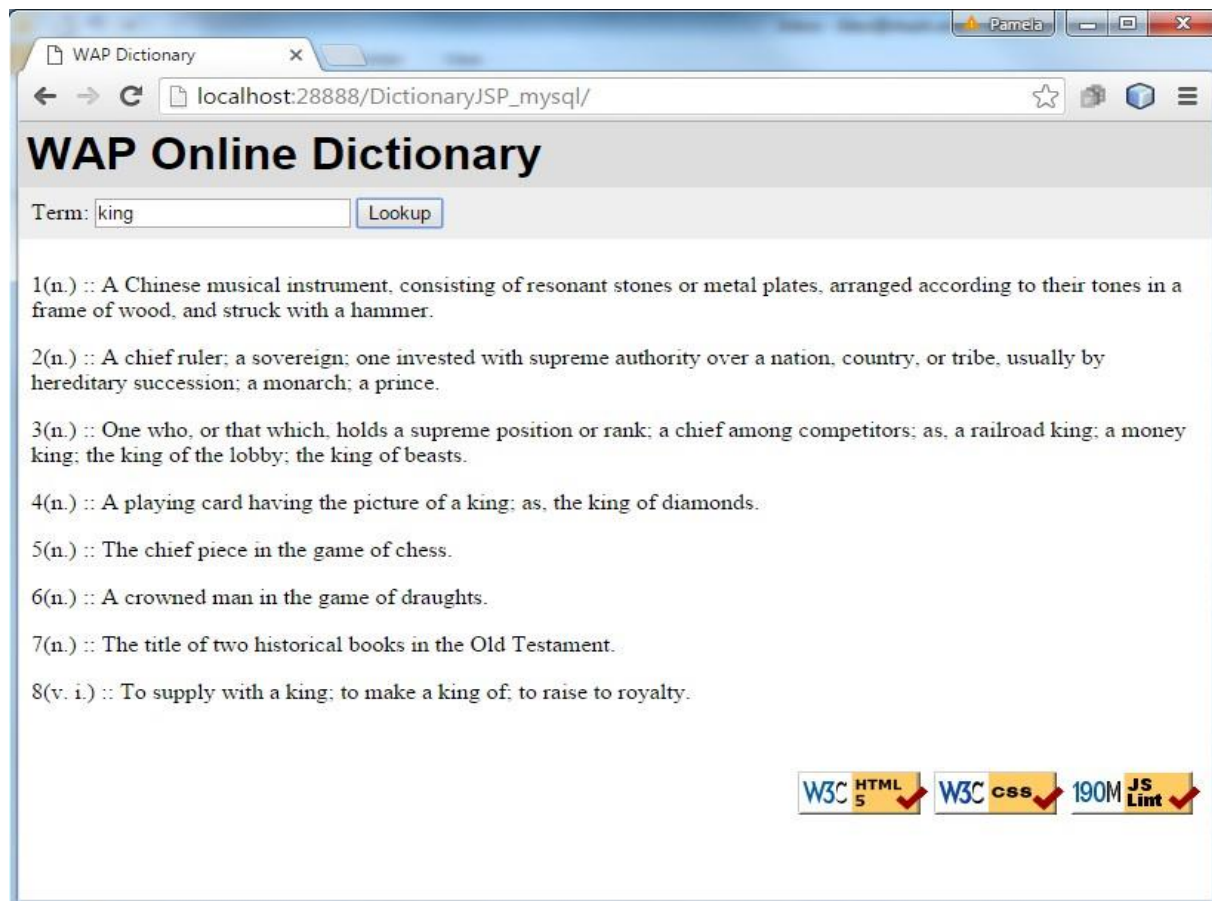 Pamela
WAP Dictionary
localhost:28888/DictionaryJSP_mysql/
WAP Online Dictionary
Term: king Lookup
1(n.) :: A Chinese musical instrument, consisting of resonant stones or metal plates, arranged according to their tones in a
frame of wood, and struck with a hammer.
2(n.) :: A chief ruler; a sovereign; one invested with supreme authority over a nation, country, or tribe, usually by
hereditary succession; a monarch; a prince.
3(n.) :: One who, or that which, holds a supreme position or rank; a chief among competitors; as, a railroad king; a money
king; the king of the lobby; the king of beasts.
4(n.) :: A playing card having the picture of a king; as, the king of diamonds.
5(n.) :: The chief piece in the game of chess.
6(n.) :: A crowned man in the game of draughts.
7(n.) :: The title of two historical books in the Old Testament.
8(v. i.) :: To supply with a king; to make a king of; to raise to royalty.
W3C HTML 5 W3C css 190M JS Lint